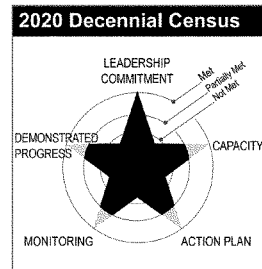 2020 Decennial Census
LEADERSHIP
COMMITMENT
Met
Partially Met
Not Met
DEMONSTRATED
PROGRESS
CAPACITY
MONITORING
ACTION PLAN